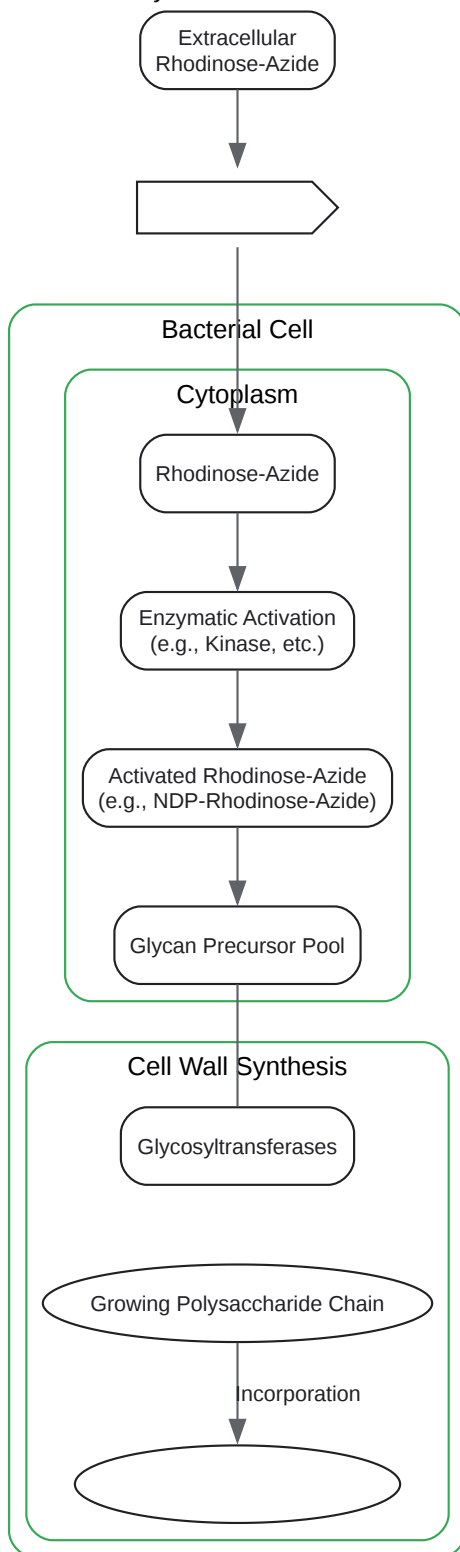 Extracellular
Rhodinose-Azide
Bacterial Cell
Cytoplasm
Rhodinose-Azide
Enzymatic Activation
(e.g., Kinase, etc.)
Activated Rhodinose-Azide
(e.g., NDP-Rhodinose-Azide)
Glycan Precursor Pool
Cell Wall Synthesis
Glycosyltransferases
Growing Polysaccharide Chain
Incorporation